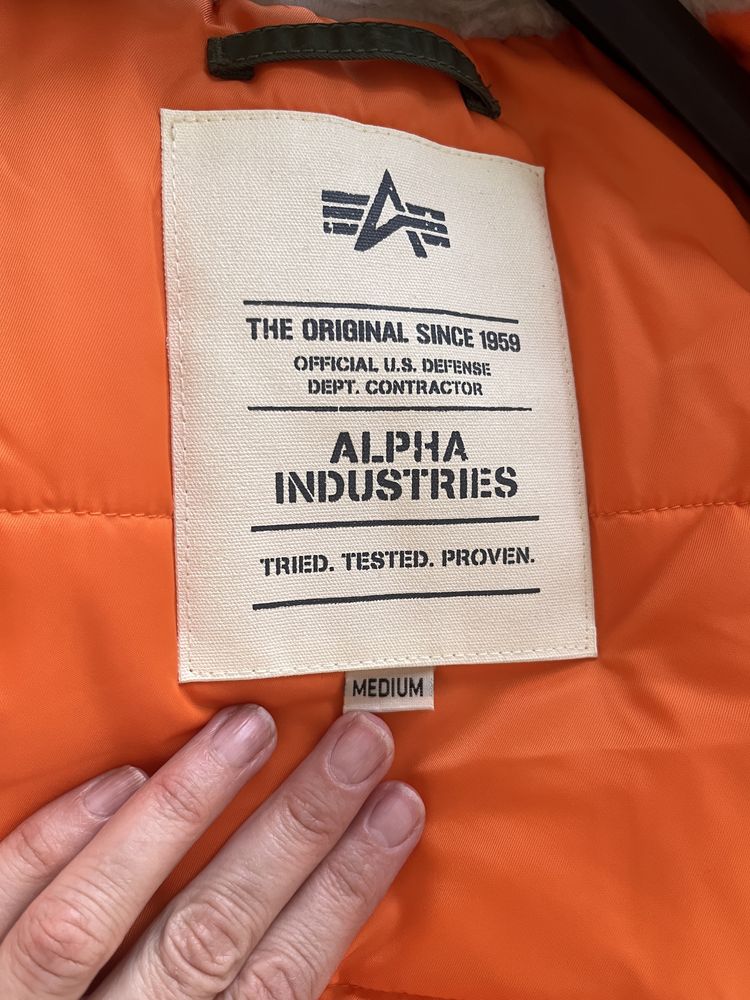 THE ORIGINAL SINCE 1959
OFFICIAL U.S. DEFENSE
DEPT. CONTRACTOR
ALPHA
INDUSTRIES
TRIED. TESTED. PROVEN.
MEDIUM